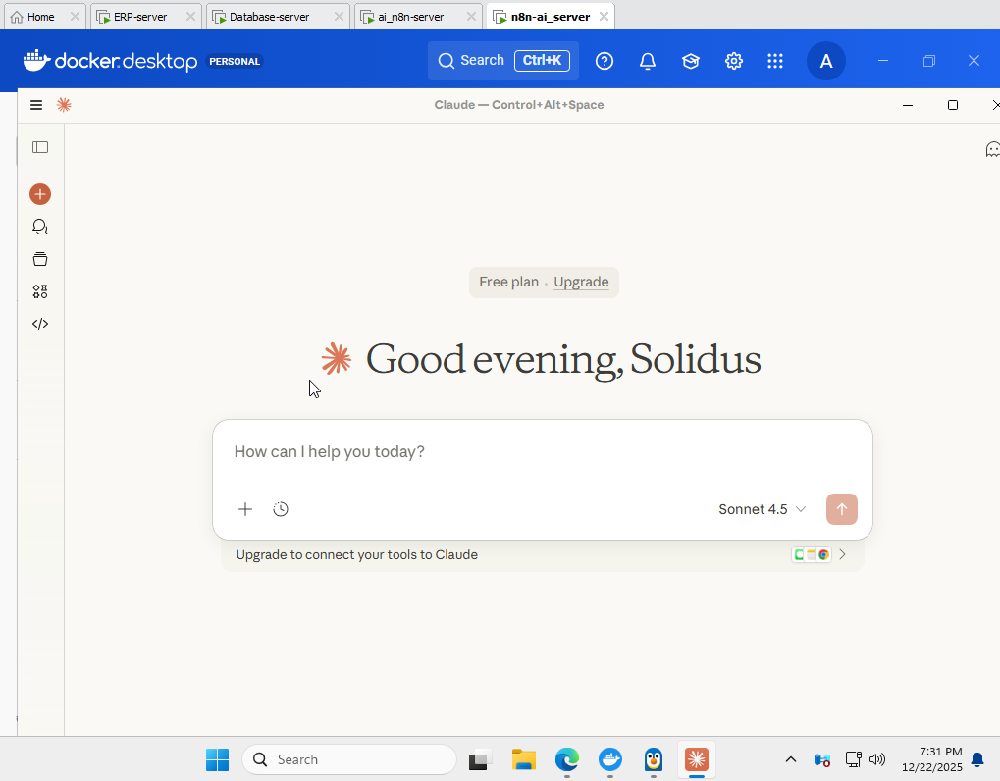 Home
ERP-server
Database-server
ai_n8n-server
n8n-ai_server
docker.desktop PERSONAL
Search Ctrl+K
A
Claude — Control+Alt+Space
Free plan · Upgrade
Good evening, Solidus
How can I help you today?
Sonnet 4.5
Upgrade to connect your tools to Claude
Search
7:31 PM
12/22/2025